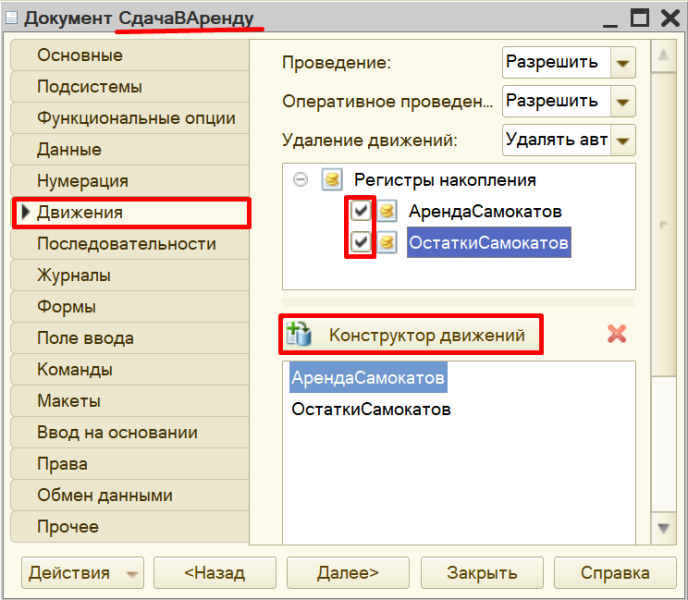 Документ СдачаВАренду
Основные
Подсистемы
Функциональные опции
Данные
Нумерация
Движения
Последовательности
Журналы
Формы
Поле ввода
Команды
Макеты
Ввод на основании
Права
Обмен данными
Прочее
Проведение: Разрешить
Оперативное проведен... Разрешить
Удаление движений: Удалять авт
Регистры накопления
АрендаСамокатов
ОстаткиСамокатов
Конструктор движений
АрендаСамокатов
ОстаткиСамокатов
Действия <Назад Далее> Закрыть Справка